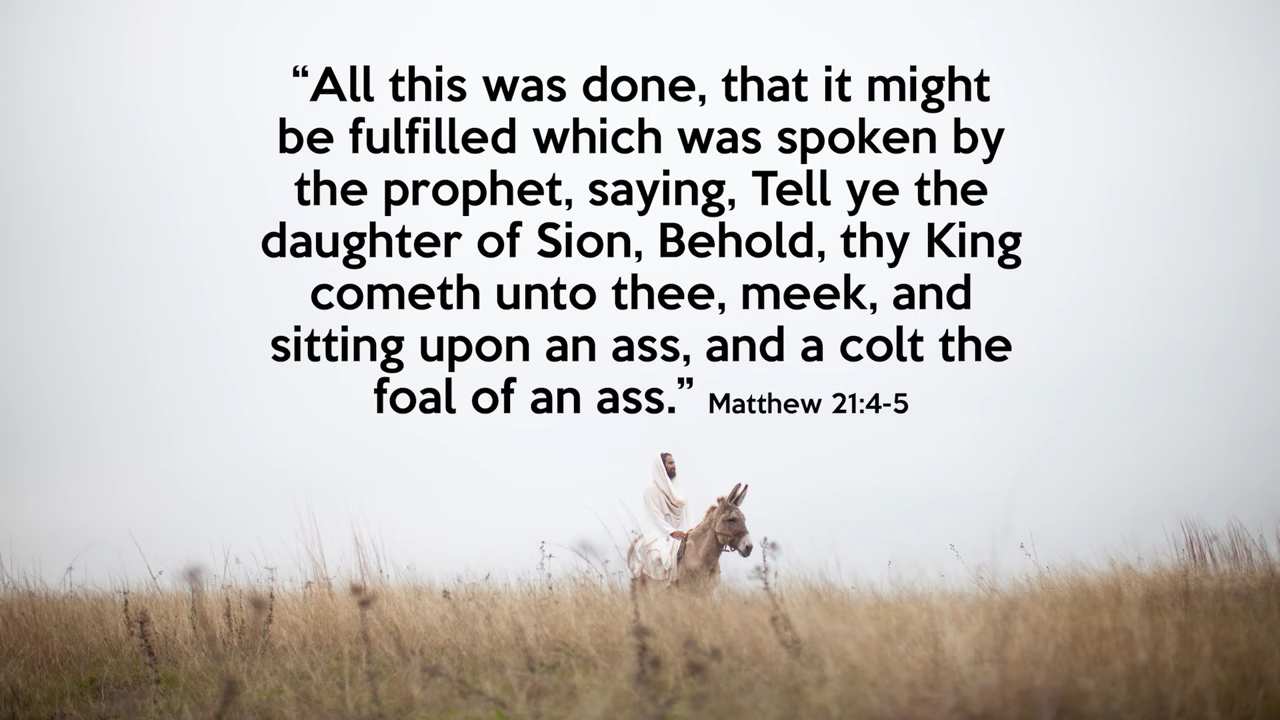 “All this was done, that it might
be fulfilled which was spoken by
the prophet, saying, Tell ye the
daughter of Sion, Behold, thy King
cometh unto thee, meek, and
sitting upon an ass, and a colt the
foal of an ass.” Matthew 21:4-5